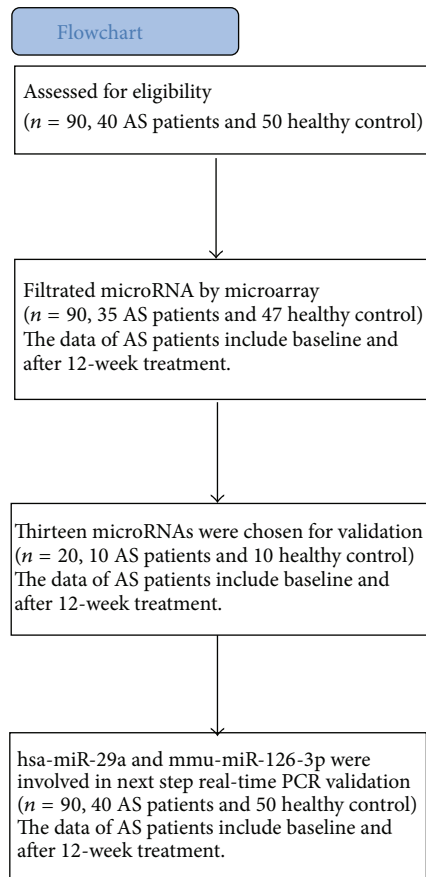 Flowchart
Assessed for eligibility
(n = 90, 40 AS patients and 50 healthy control)
Filtrated microRNA by microarray
(n = 90, 35 AS patients and 47 healthy control)
The data of AS patients include baseline and
after 12-week treatment.
Thirteen microRNAs were chosen for validation
(n = 20, 10 AS patients and 10 healthy control)
The data of AS patients include baseline and
after 12-week treatment.
hsa-miR-29a and mmu-miR-126-3p were
involved in next step real-time PCR validation
(n = 90, 40 AS patients and 50 healthy control)
The data of AS patients include baseline and
after 12-week treatment.